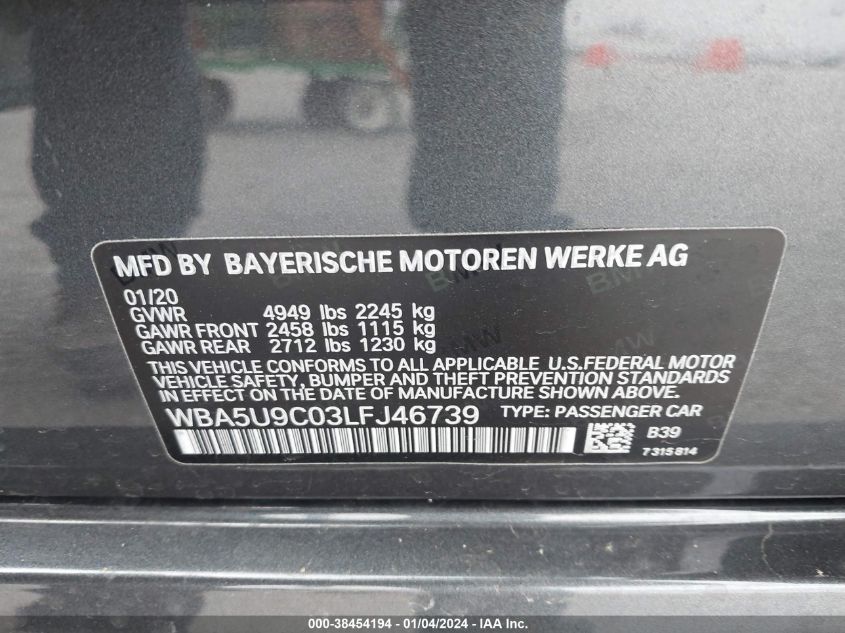 MFD BY BAYERISCHE MOTOREN WERKE AG
01/20
GVWR 4949 lbs 2245 kg
GAWR FRONT 2458 lbs 1115 kg
GAWR REAR 2712 lbs 1230 kg
THIS VEHICLE CONFORMS TO ALL APPLICABLE U.S.FEDERAL MOTOR
VEHICLE SAFETY, BUMPER AND THEFT PREVENTION STANDARDS
IN EFFECT ON THE DATE OF MANUFACTURE SHOWN ABOVE.
WBA5U9C03LFJ46739 TYPE: PASSENGER CAR
B39
7315814
000-38454194 - 01/04/2024 - IAA Inc.